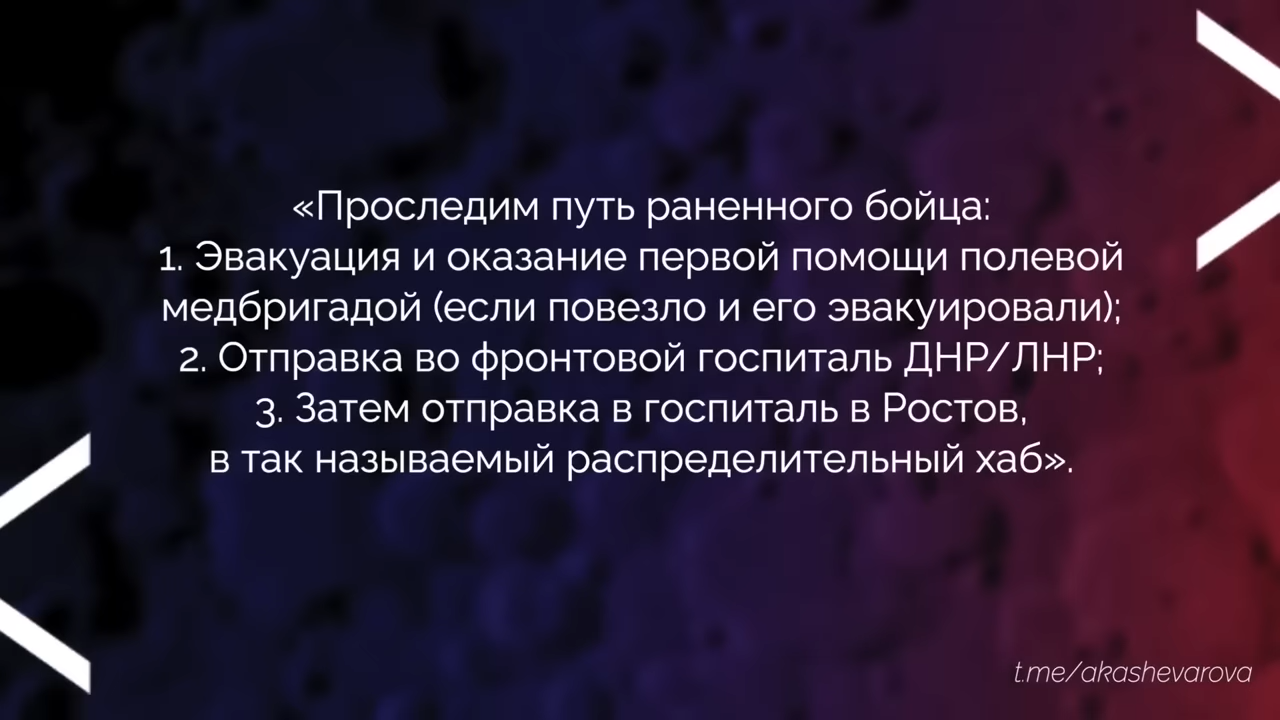 «Проследим путь раненного бойца:
1. Эвакуация и оказание первой помощи полевой
медбригадой (если повезло и его эвакуировали);
2. Отправка во фронтовой госпиталь ДНР/ЛНР;
3. Затем отправка в госпиталь в Ростов,
в так называемый распределительный хаб».
t.me/akashevarova